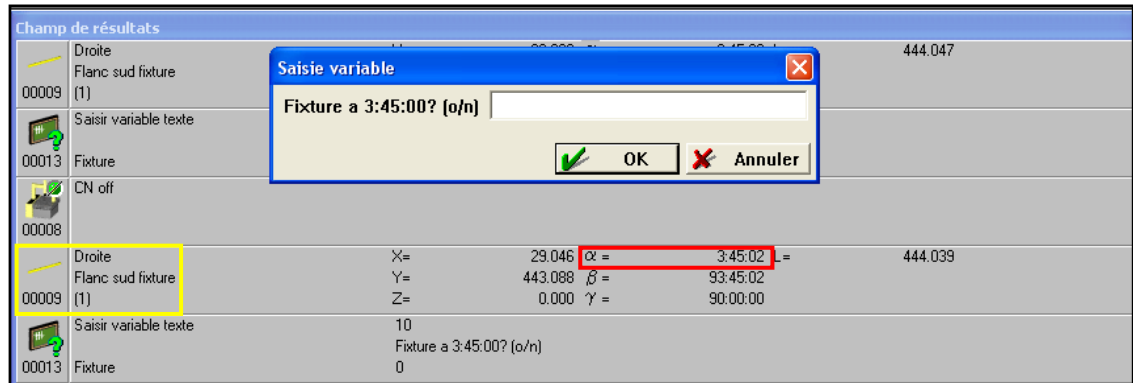 Champ de résultats
Droite 444.047
Flanc sud fixture
00009 (1)
Saisie variable
Fixture a 3:45:00? (o/n)
OK Annuler
Saisir variable texte
00013 Fixture
CN off
00008
Droite X= 29.046 α = 3:45:02 L= 444.039
Flanc sud fixture Y= 443.088 β = 93:45:02
00009 (1) Z= 0.000 γ = 90:00:00
Saisir variable texte 10
Fixture a 3:45:00? (o/n)
00013 Fixture 0